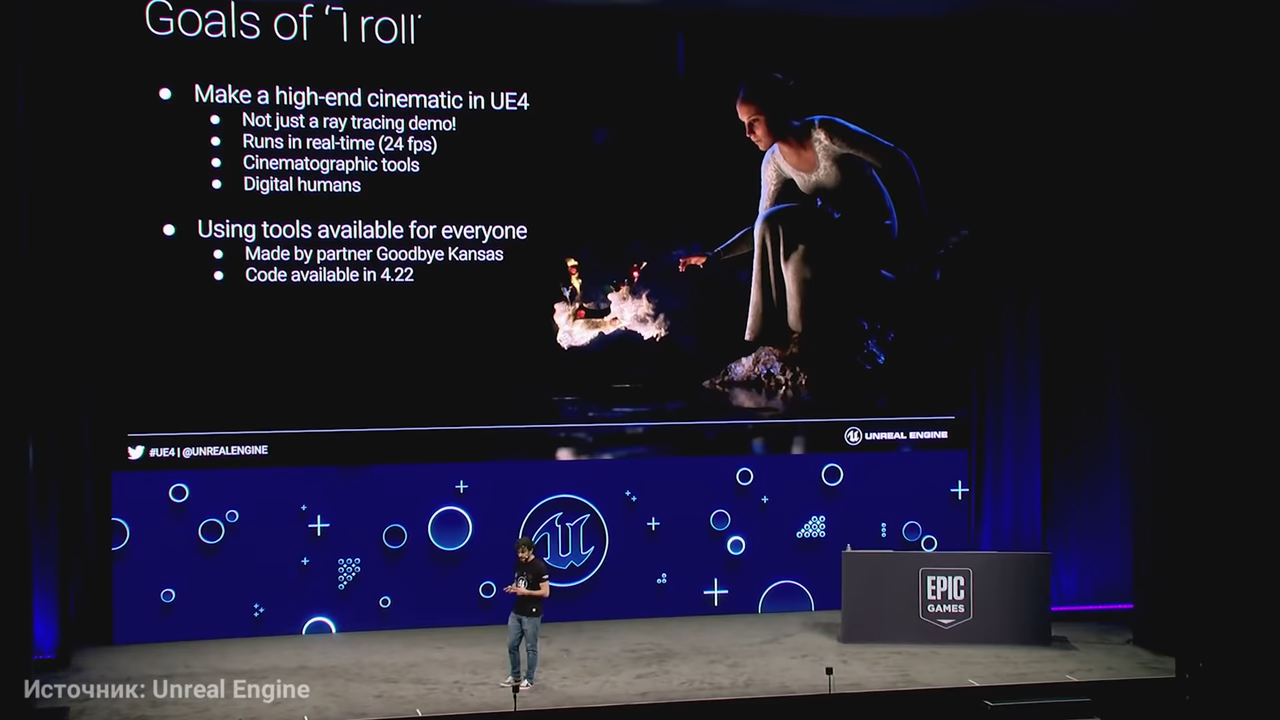 Goals of ‘Troll’
Make a high-end cinematic in UE4
Not just a ray tracing demo!
Runs in real-time (24 fps)
Cinematographic tools
Digital humans
Using tools available for everyone
Made by partner Goodbye Kansas
Code available in 4.22
#UE4 | @UNREALENGINE
UNREAL ENGINE
EPIC
GAMES
Источник: Unreal Engine